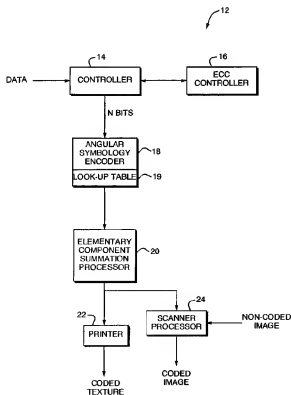 12
14
16
DATA
CONTROLLER
ECC
CONTROLLER
N BITS
ANGULAR
SYMBOLOGY
ENCODER
18
LOOK-UP TABLE
19
ELEMENTARY
COMPONENT
SUMMATION
PROCESSOR
20
22
24
PRINTER
SCANNER
PROCESSOR
NON-CODED
IMAGE
CODED
TEXTURE
CODED
IMAGE